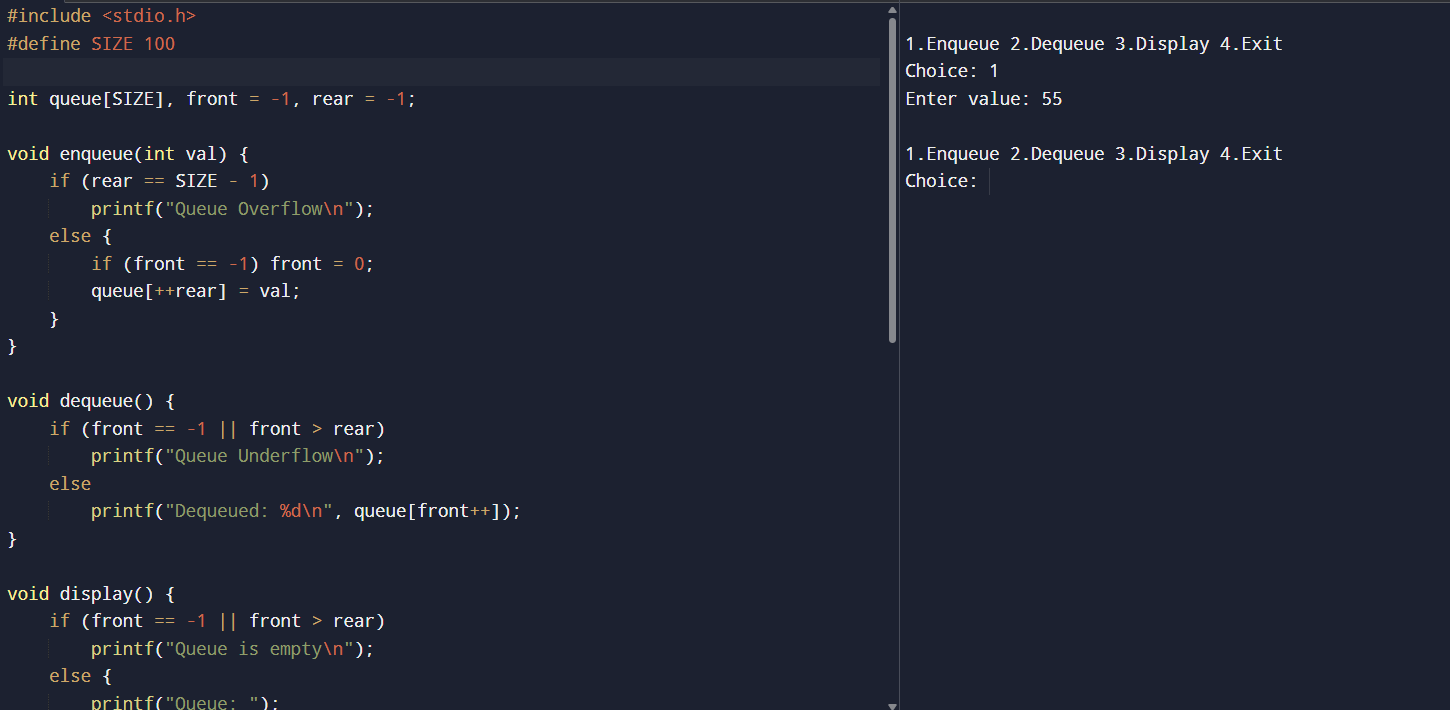 #include <stdio.h>
#define SIZE 100

int queue[SIZE], front = -1, rear = -1;

void enqueue(int val) {
    if (rear == SIZE - 1)
        printf("Queue Overflow\n");
    else {
        if (front == -1) front = 0;
        queue[++rear] = val;
    }
}

void dequeue() {
    if (front == -1 || front > rear)
        printf("Queue Underflow\n");
    else
        printf("Dequeued: %d\n", queue[front++]);
}

void display() {
    if (front == -1 || front > rear)
        printf("Queue is empty\n");
    else {
        printf("Queue: ");

1.Enqueue 2.Dequeue 3.Display 4.Exit
Choice: 1
Enter value: 55

1.Enqueue 2.Dequeue 3.Display 4.Exit
Choice: